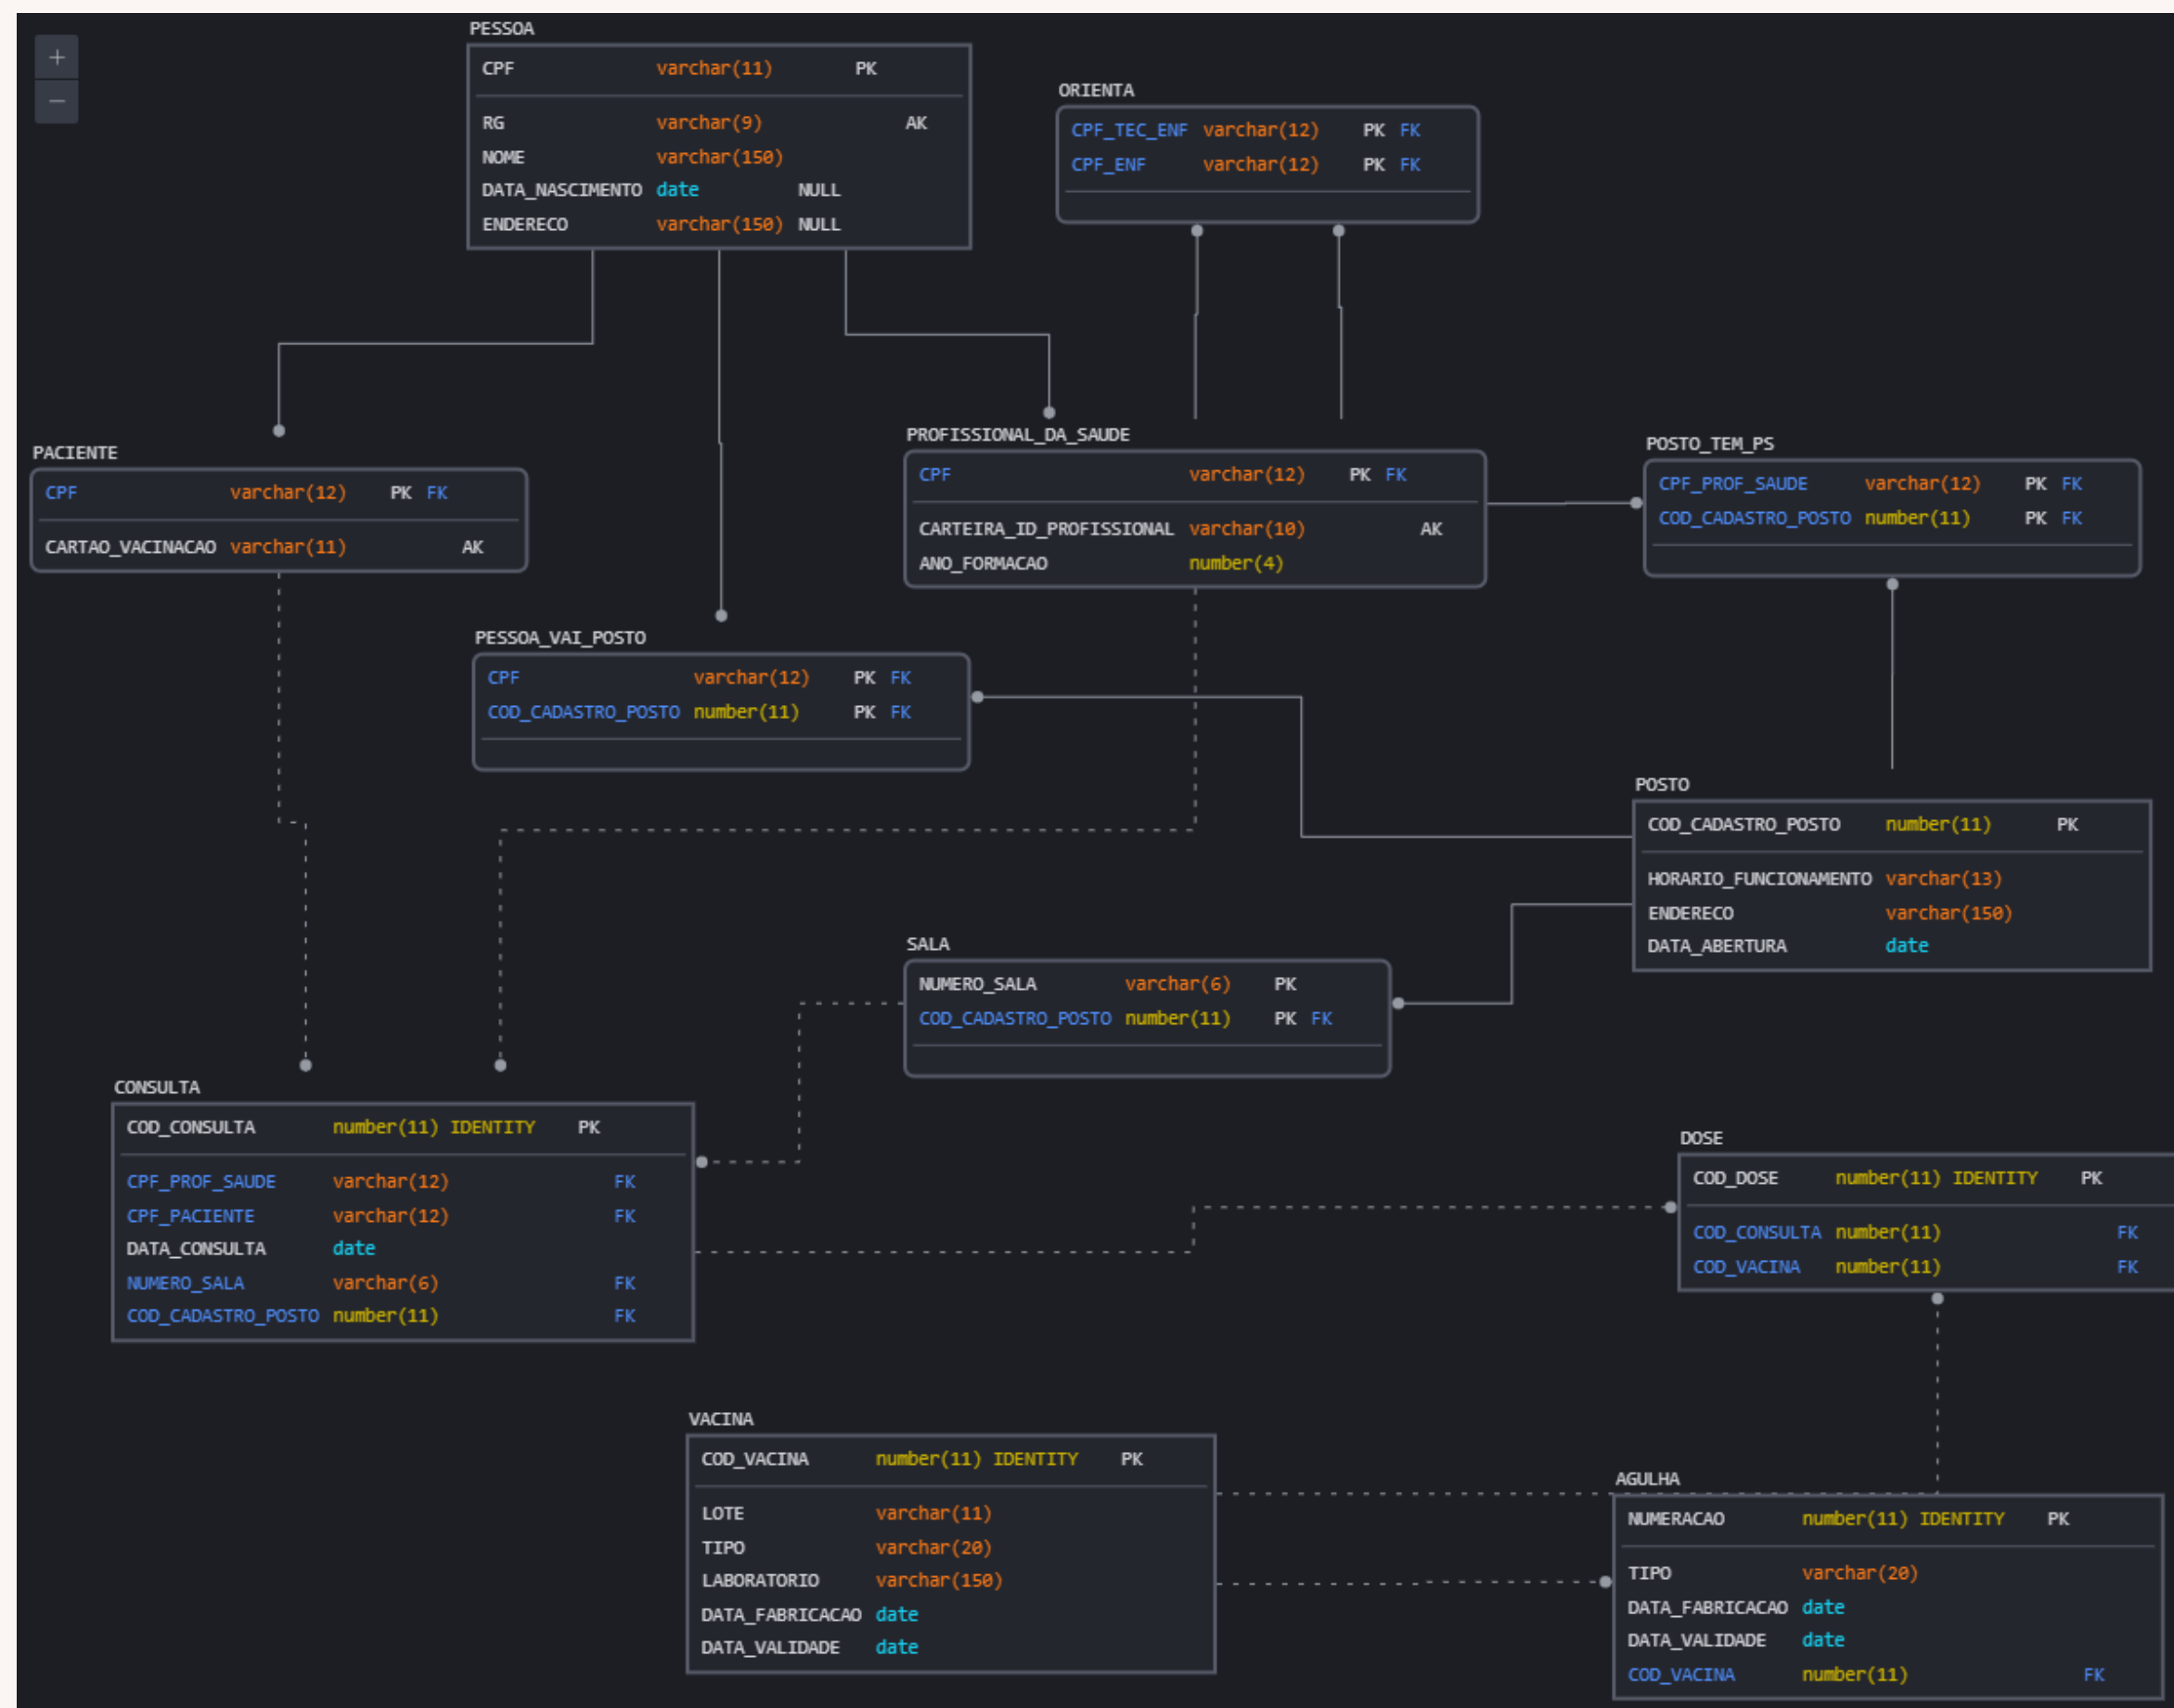 +
−
PESSOA
CPF varchar(11) PK
RG varchar(9) AK
NOME varchar(150)
DATA_NASCIMENTO date NULL
ENDERECO varchar(150) NULL
ORIENTA
CPF_TEC_ENF varchar(12) PK FK
CPF_ENF varchar(12) PK FK
PACIENTE
CPF varchar(12) PK FK
CARTAO_VACINACAO varchar(11) AK
PROFISSIONAL_DA_SAUDE
CPF varchar(12) PK FK
CARTEIRA_ID_PROFISSIONAL varchar(10) AK
ANO_FORMACAO number(4)
POSTO_TEM_PS
CPF_PROF_SAUDE varchar(12) PK FK
COD_CADASTRO_POSTO number(11) PK FK
PESSOA_VAI_POSTO
CPF varchar(12) PK FK
COD_CADASTRO_POSTO number(11) PK FK
POSTO
COD_CADASTRO_POSTO number(11) PK
HORARIO_FUNCIONAMENTO varchar(13)
ENDERECO varchar(150)
DATA_ABERTURA date
SALA
NUMERO_SALA varchar(6) PK
COD_CADASTRO_POSTO number(11) PK FK
CONSULTA
COD_CONSULTA number(11) IDENTITY PK
CPF_PROF_SAUDE varchar(12) FK
CPF_PACIENTE varchar(12) FK
DATA_CONSULTA date
NUMERO_SALA varchar(6) FK
COD_CADASTRO_POSTO number(11) FK
DOSE
COD_DOSE number(11) IDENTITY PK
COD_CONSULTA number(11) FK
COD_VACINA number(11) FK
VACINA
COD_VACINA number(11) IDENTITY PK
LOTE varchar(11)
TIPO varchar(20)
LABORATORIO varchar(150)
DATA_FABRICACAO date
DATA_VALIDADE date
AGULHA
NUMERACAO number(11) IDENTITY PK
TIPO varchar(20)
DATA_FABRICACAO date
DATA_VALIDADE date
COD_VACINA number(11) FK